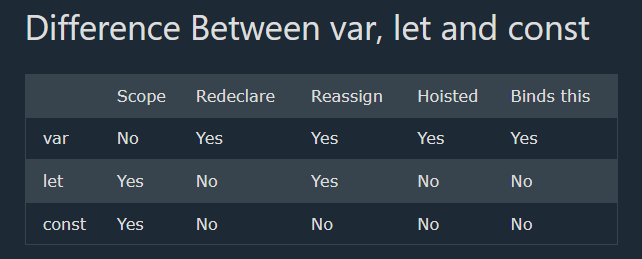 Difference Between var, let and const
Scope Redeclare Reassign Hoisted Binds this
var No Yes Yes Yes Yes
let Yes No Yes No No
const Yes No No No No